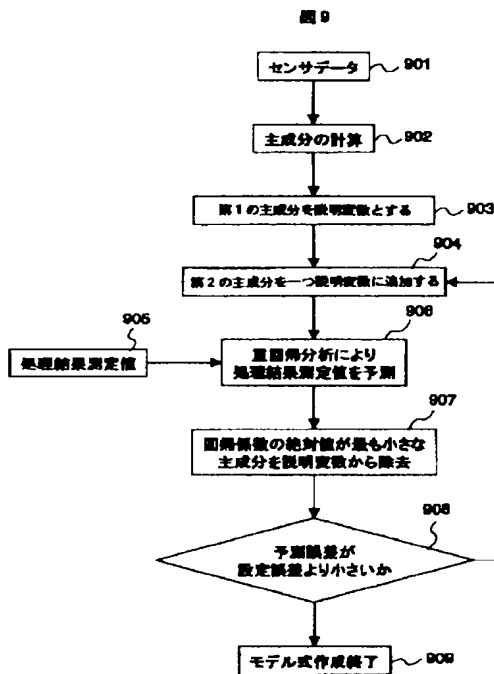 図9
センサデータ
901
主成分の計算
902
第1の主成分を説明変数とする
903
904
第2の主成分を一つ説明変数に追加する
905
処理結果測定値
906
重回帰分析により
処理結果測定値を予測
907
回帰係数の絶対値が最も小さな
主成分を説明変数から除去
908
予測誤差が
設定誤差より小さいか
モデル式作成終了
909